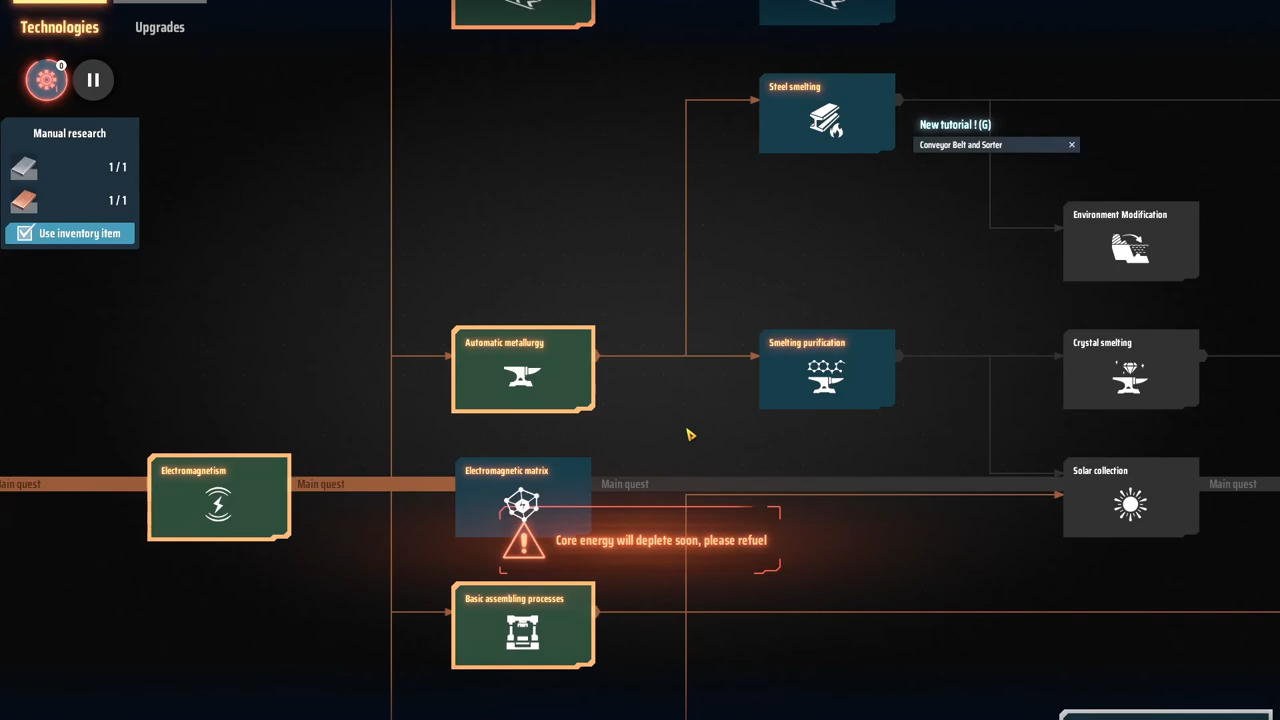 Technologies
Upgrades
0
Manual research
1 / 1
1 / 1
Use inventory item
Steel smelting
New tutorial ! (G)
Conveyor Belt and Sorter
Environment Modification
Automatic metallurgy
Smelting purification
Crystal smelting
Electromagnetism
Electromagnetic matrix
Solar collection
Main quest
Main quest
Main quest
Main quest
Core energy will deplete soon, please refuel
Basic assembling processes